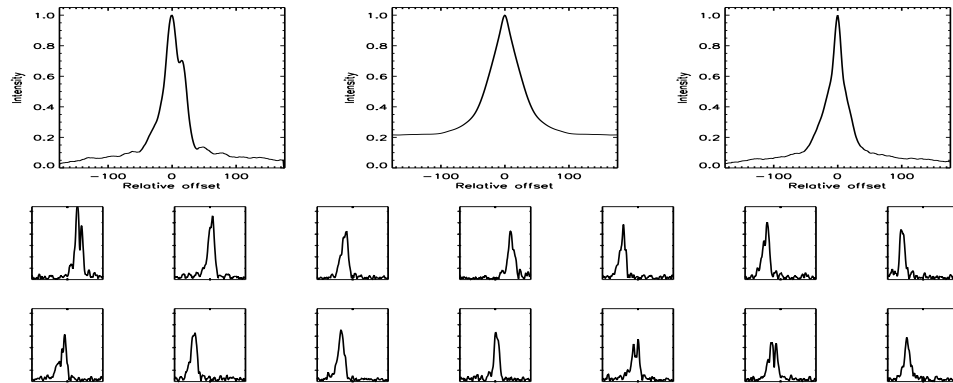 1.0 1.0 1.0
0.8 0.8 0.8
0.6 0.6 0.6
Intensity Intensity Intensity
0.4 0.4 0.4
0.2 0.2 0.2
0.0 0.0 0.0
−100 0 100 −100 0 100 −100 0 100
Relative offset Relative offset Relative offset